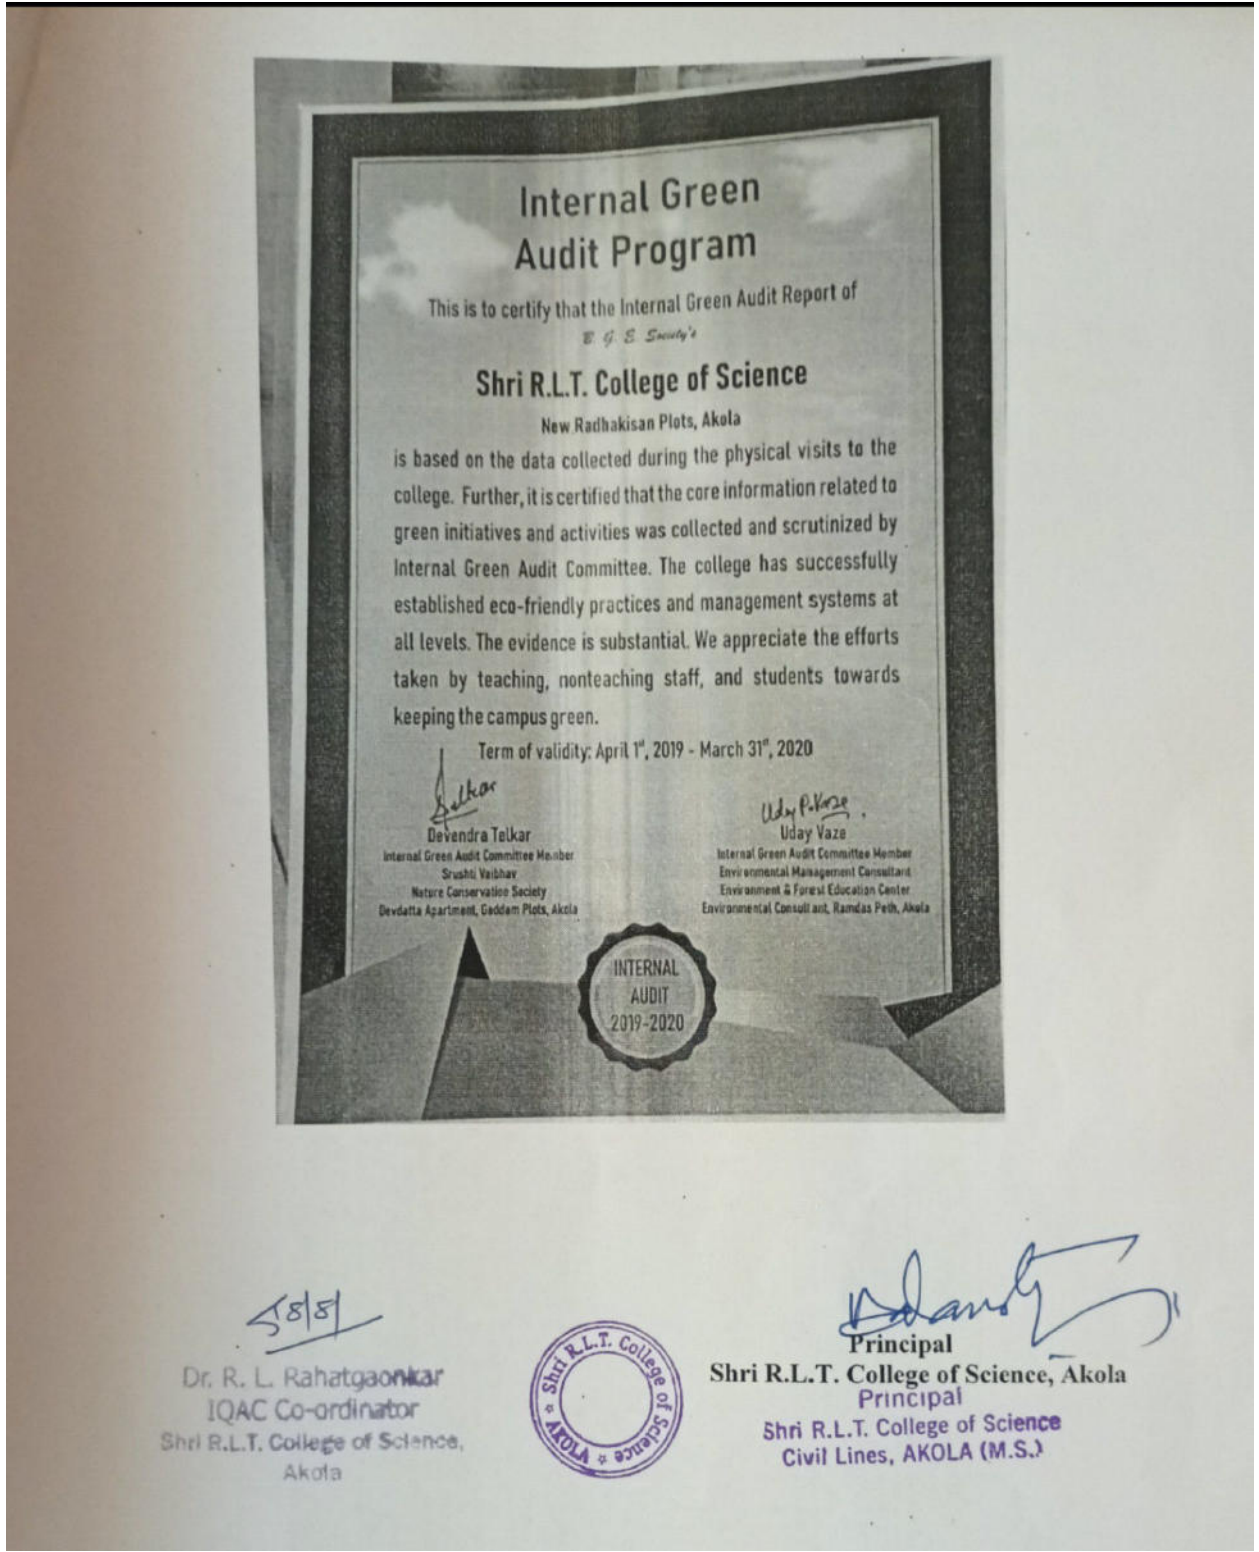 Internal Green
Audit Program
This is to certify that the Internal Green Audit Report of
B. G. E. Society's
Shri R.L.T. College of Science
New Radhakisan Plots, Akola
is based on the data collected during the physical visits to the
college. Further, it is certified that the core information related to
green initiatives and activities was collected and scrutinized by
Internal Green Audit Committee. The college has successfully
established eco-friendly practices and management systems at
all levels. The evidence is substantial. We appreciate the efforts
taken by teaching, nonteaching staff, and students towards
keeping the campus green.
Term of validity: April 1st, 2019 - March 31st, 2020
Uday P. Vaze
Devendra Telkar
Internal Green Audit Committee Member
Srushti Vaibhav
Nature Conservation Society
Devdatta Apartment, Gaddam Plots, Akola
Uday Vaze
Internal Green Audit Committee Member
Environmental Management Consultant
Environment & Forest Education Center
Environmental Consultant, Ramdas Peth, Akola
INTERNAL
AUDIT
2019-2020
Dr. R. L. Rahatgaonkar
IQAC Co-ordinator
Shri R.L.T. College of Science,
Akola
Shri R.L.T. College of Science
AKOLA
Principal
Shri R.L.T. College of Science, Akola
Principal
Shri R.L.T. College of Science
Civil Lines, AKOLA (M.S.)